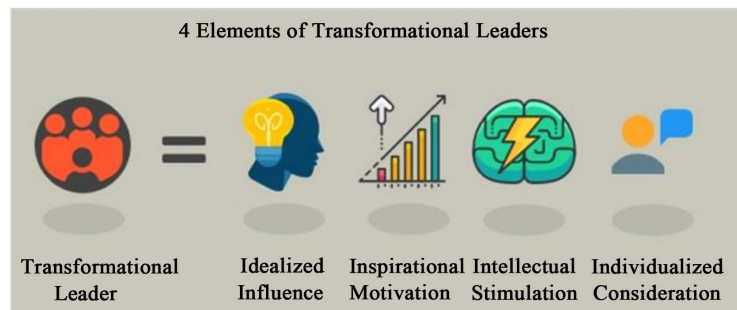 4 Elements of Transformational Leaders
=
Transformational
Leader
Idealized
Influence
Inspirational
Motivation
Intellectual
Stimulation
Individualized
Consideration